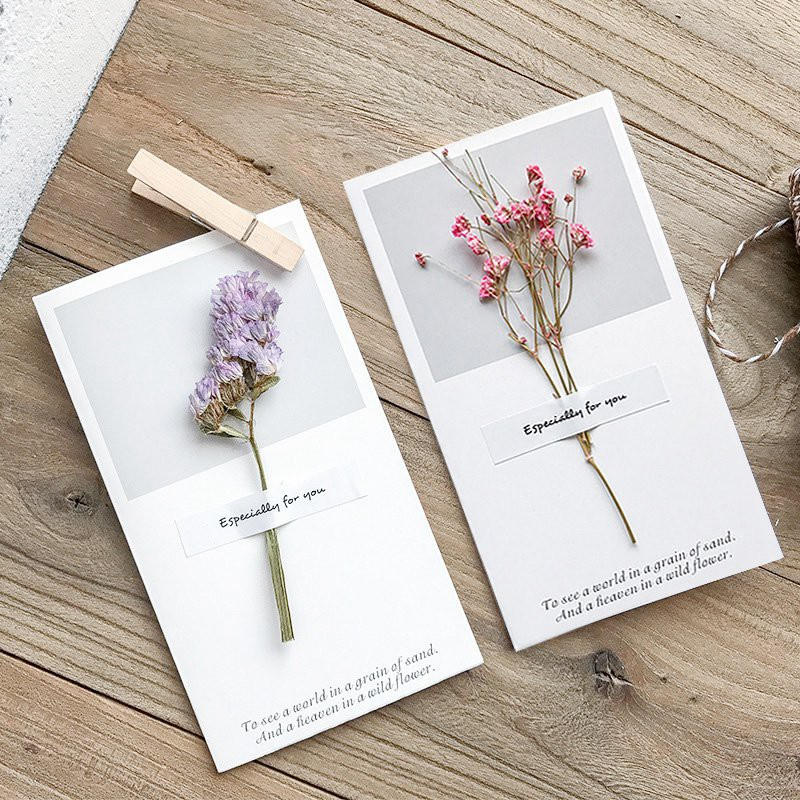 Especially for you
To see a world in a grain of sand.
And a heaven in a wild flower.
Especially for you
To see a world in a grain of sand.
And a heaven in a wild flower.